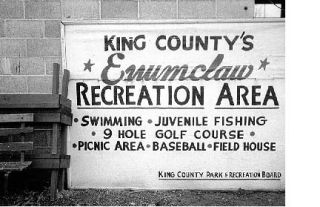 KING COUNTY'S
★ Enumclaw ★
RECREATION AREA
• SWIMMING • JUVENILE FISHING
• 9 HOLE GOLF COURSE •
• PICNIC AREA • BASEBALL • FIELD HOUSE
KING COUNTY PARK & RECREATION BOARD